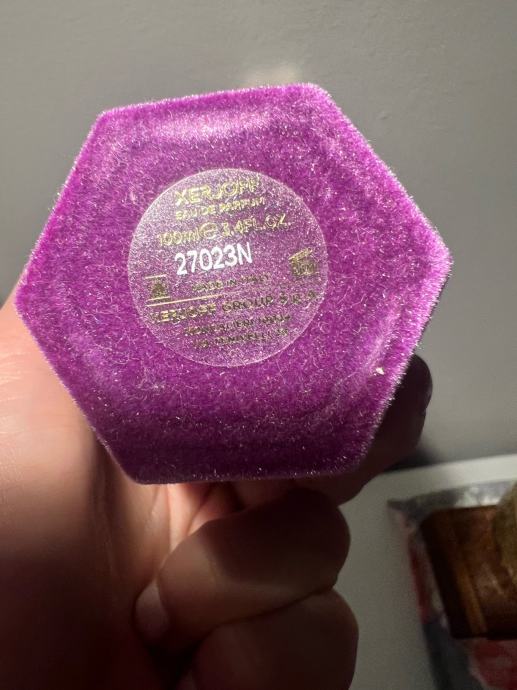 XERJOFF
EAU DE PARFUM
100ml ℮ 3.4FL.OZ.
27023N
MADE IN ITALY
XERJOFF GROUP S.p.A.